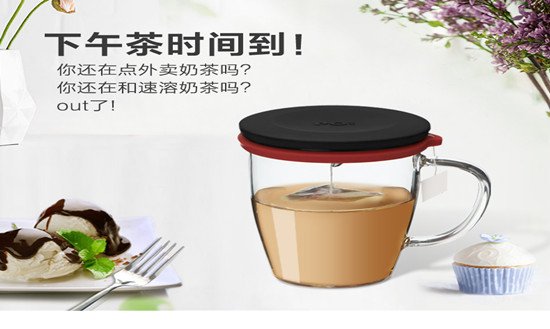 下午茶时间到！
你还在点外卖奶茶吗？
你还在和速溶奶茶吗？
out了！